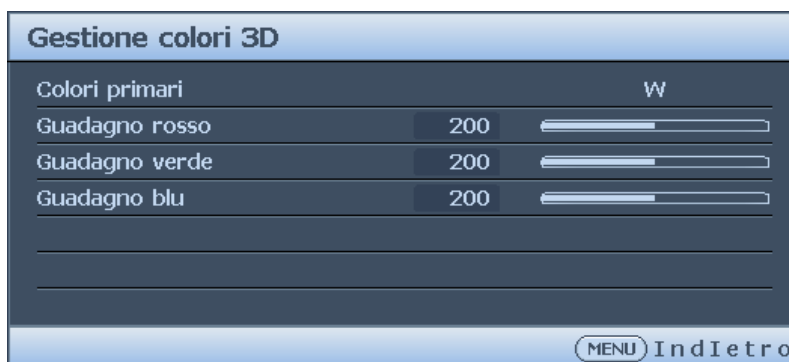 Gestione colori 3D
Colori primari W
Guadagno rosso 200
Guadagno verde 200
Guadagno blu 200
MENU IndIetro